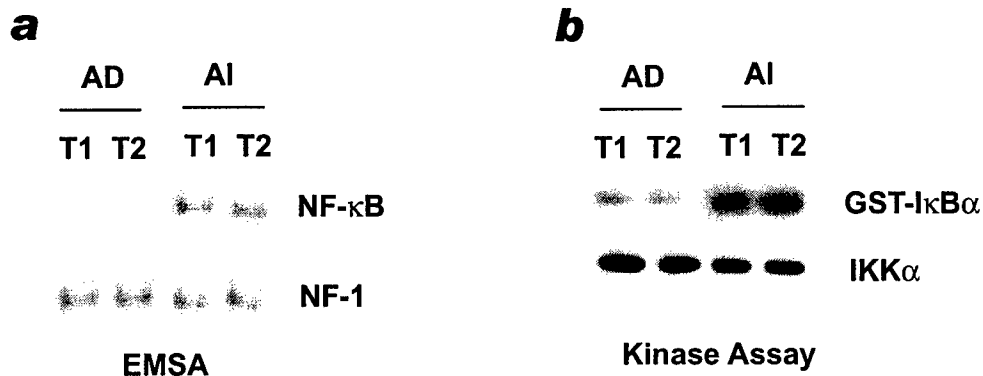 a
AD AI
T1 T2 T1 T2
NF-κB
NF-1
EMSA
b
AD AI
T1 T2 T1 T2
GST-IκBα
IKKα
Kinase Assay